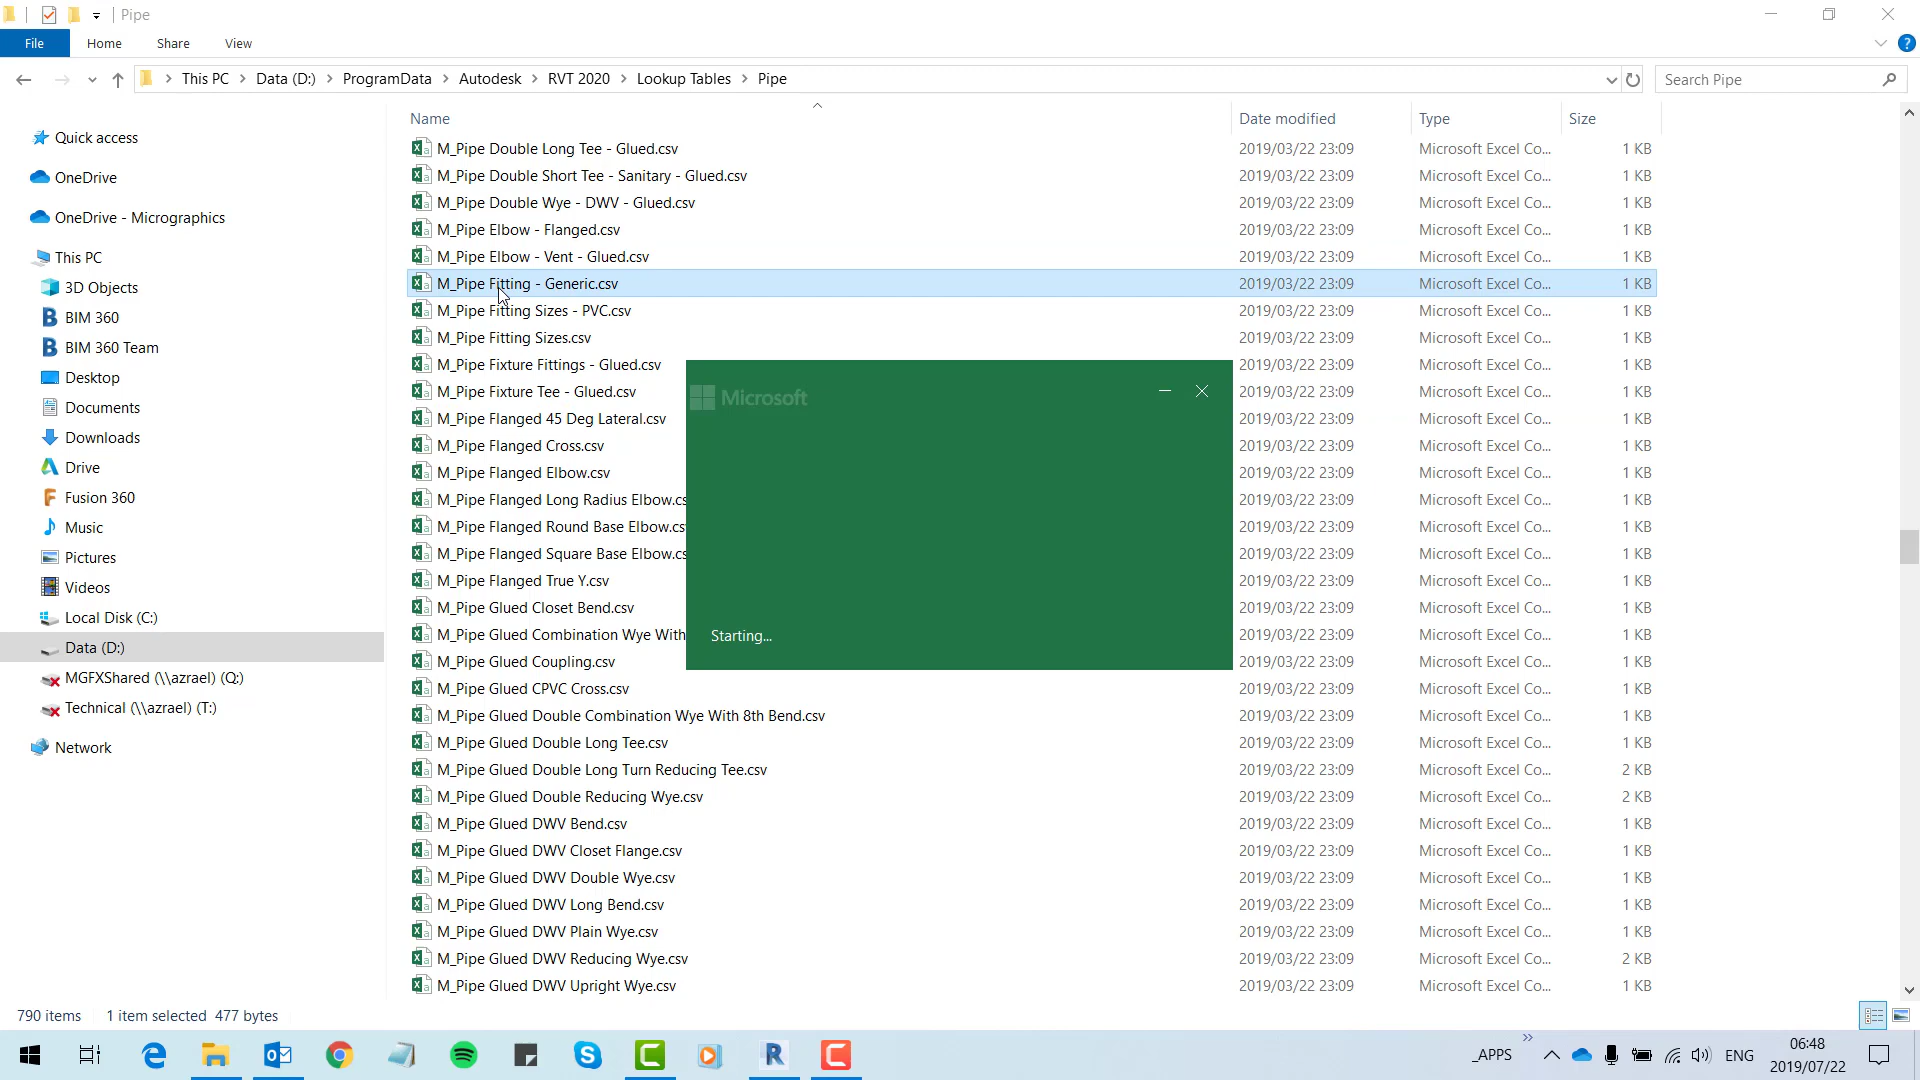 Pipe
File Home Share View
This PC Data (D:) ProgramData Autodesk RVT 2020 Lookup Tables Pipe
Search Pipe
Name Date modified Type Size
Quick access
OneDrive
OneDrive - Micrographics
This PC
3D Objects
BIM 360
BIM 360 Team
Desktop
Documents
Downloads
Drive
Fusion 360
Music
Pictures
Videos
Local Disk (C:)
Data (D:)
MGFXShared (\\azrael) (Q:)
Technical (\\azrael) (T:)
Network
M_Pipe Double Long Tee - Glued.csv 2019/03/22 23:09 Microsoft Excel Co... 1 KB
M_Pipe Double Short Tee - Sanitary - Glued.csv 2019/03/22 23:09 Microsoft Excel Co... 1 KB
M_Pipe Double Wye - DWV - Glued.csv 2019/03/22 23:09 Microsoft Excel Co... 1 KB
M_Pipe Elbow - Flanged.csv 2019/03/22 23:09 Microsoft Excel Co... 1 KB
M_Pipe Elbow - Vent - Glued.csv 2019/03/22 23:09 Microsoft Excel Co... 1 KB
M_Pipe Fitting - Generic.csv 2019/03/22 23:09 Microsoft Excel Co... 1 KB
M_Pipe Fitting Sizes - PVC.csv 2019/03/22 23:09 Microsoft Excel Co... 1 KB
M_Pipe Fitting Sizes.csv 2019/03/22 23:09 Microsoft Excel Co... 1 KB
M_Pipe Fixture Fittings - Glued.csv 2019/03/22 23:09 Microsoft Excel Co... 1 KB
M_Pipe Fixture Tee - Glued.csv 2019/03/22 23:09 Microsoft Excel Co... 1 KB
M_Pipe Flanged 45 Deg Lateral.csv 2019/03/22 23:09 Microsoft Excel Co... 1 KB
M_Pipe Flanged Cross.csv 2019/03/22 23:09 Microsoft Excel Co... 1 KB
M_Pipe Flanged Elbow.csv 2019/03/22 23:09 Microsoft Excel Co... 1 KB
M_Pipe Flanged Long Radius Elbow.cs 2019/03/22 23:09 Microsoft Excel Co... 1 KB
M_Pipe Flanged Round Base Elbow.cs 2019/03/22 23:09 Microsoft Excel Co... 1 KB
M_Pipe Flanged Square Base Elbow.cs 2019/03/22 23:09 Microsoft Excel Co... 1 KB
M_Pipe Flanged True Y.csv 2019/03/22 23:09 Microsoft Excel Co... 1 KB
M_Pipe Glued Closet Bend.csv 2019/03/22 23:09 Microsoft Excel Co... 1 KB
M_Pipe Glued Combination Wye With 2019/03/22 23:09 Microsoft Excel Co... 1 KB
M_Pipe Glued Coupling.csv 2019/03/22 23:09 Microsoft Excel Co... 1 KB
M_Pipe Glued CPVC Cross.csv 2019/03/22 23:09 Microsoft Excel Co... 1 KB
M_Pipe Glued Double Combination Wye With 8th Bend.csv 2019/03/22 23:09 Microsoft Excel Co... 1 KB
M_Pipe Glued Double Long Tee.csv 2019/03/22 23:09 Microsoft Excel Co... 1 KB
M_Pipe Glued Double Long Turn Reducing Tee.csv 2019/03/22 23:09 Microsoft Excel Co... 2 KB
M_Pipe Glued Double Reducing Wye.csv 2019/03/22 23:09 Microsoft Excel Co... 2 KB
M_Pipe Glued DWV Bend.csv 2019/03/22 23:09 Microsoft Excel Co... 1 KB
M_Pipe Glued DWV Closet Flange.csv 2019/03/22 23:09 Microsoft Excel Co... 1 KB
M_Pipe Glued DWV Double Wye.csv 2019/03/22 23:09 Microsoft Excel Co... 1 KB
M_Pipe Glued DWV Long Bend.csv 2019/03/22 23:09 Microsoft Excel Co... 1 KB
M_Pipe Glued DWV Plain Wye.csv 2019/03/22 23:09 Microsoft Excel Co... 1 KB
M_Pipe Glued DWV Reducing Wye.csv 2019/03/22 23:09 Microsoft Excel Co... 2 KB
M_Pipe Glued DWV Upright Wye.csv 2019/03/22 23:09 Microsoft Excel Co... 1 KB
Microsoft
Starting...
790 items 1 item selected 477 bytes
_APPS ENG 06:48
2019/07/22